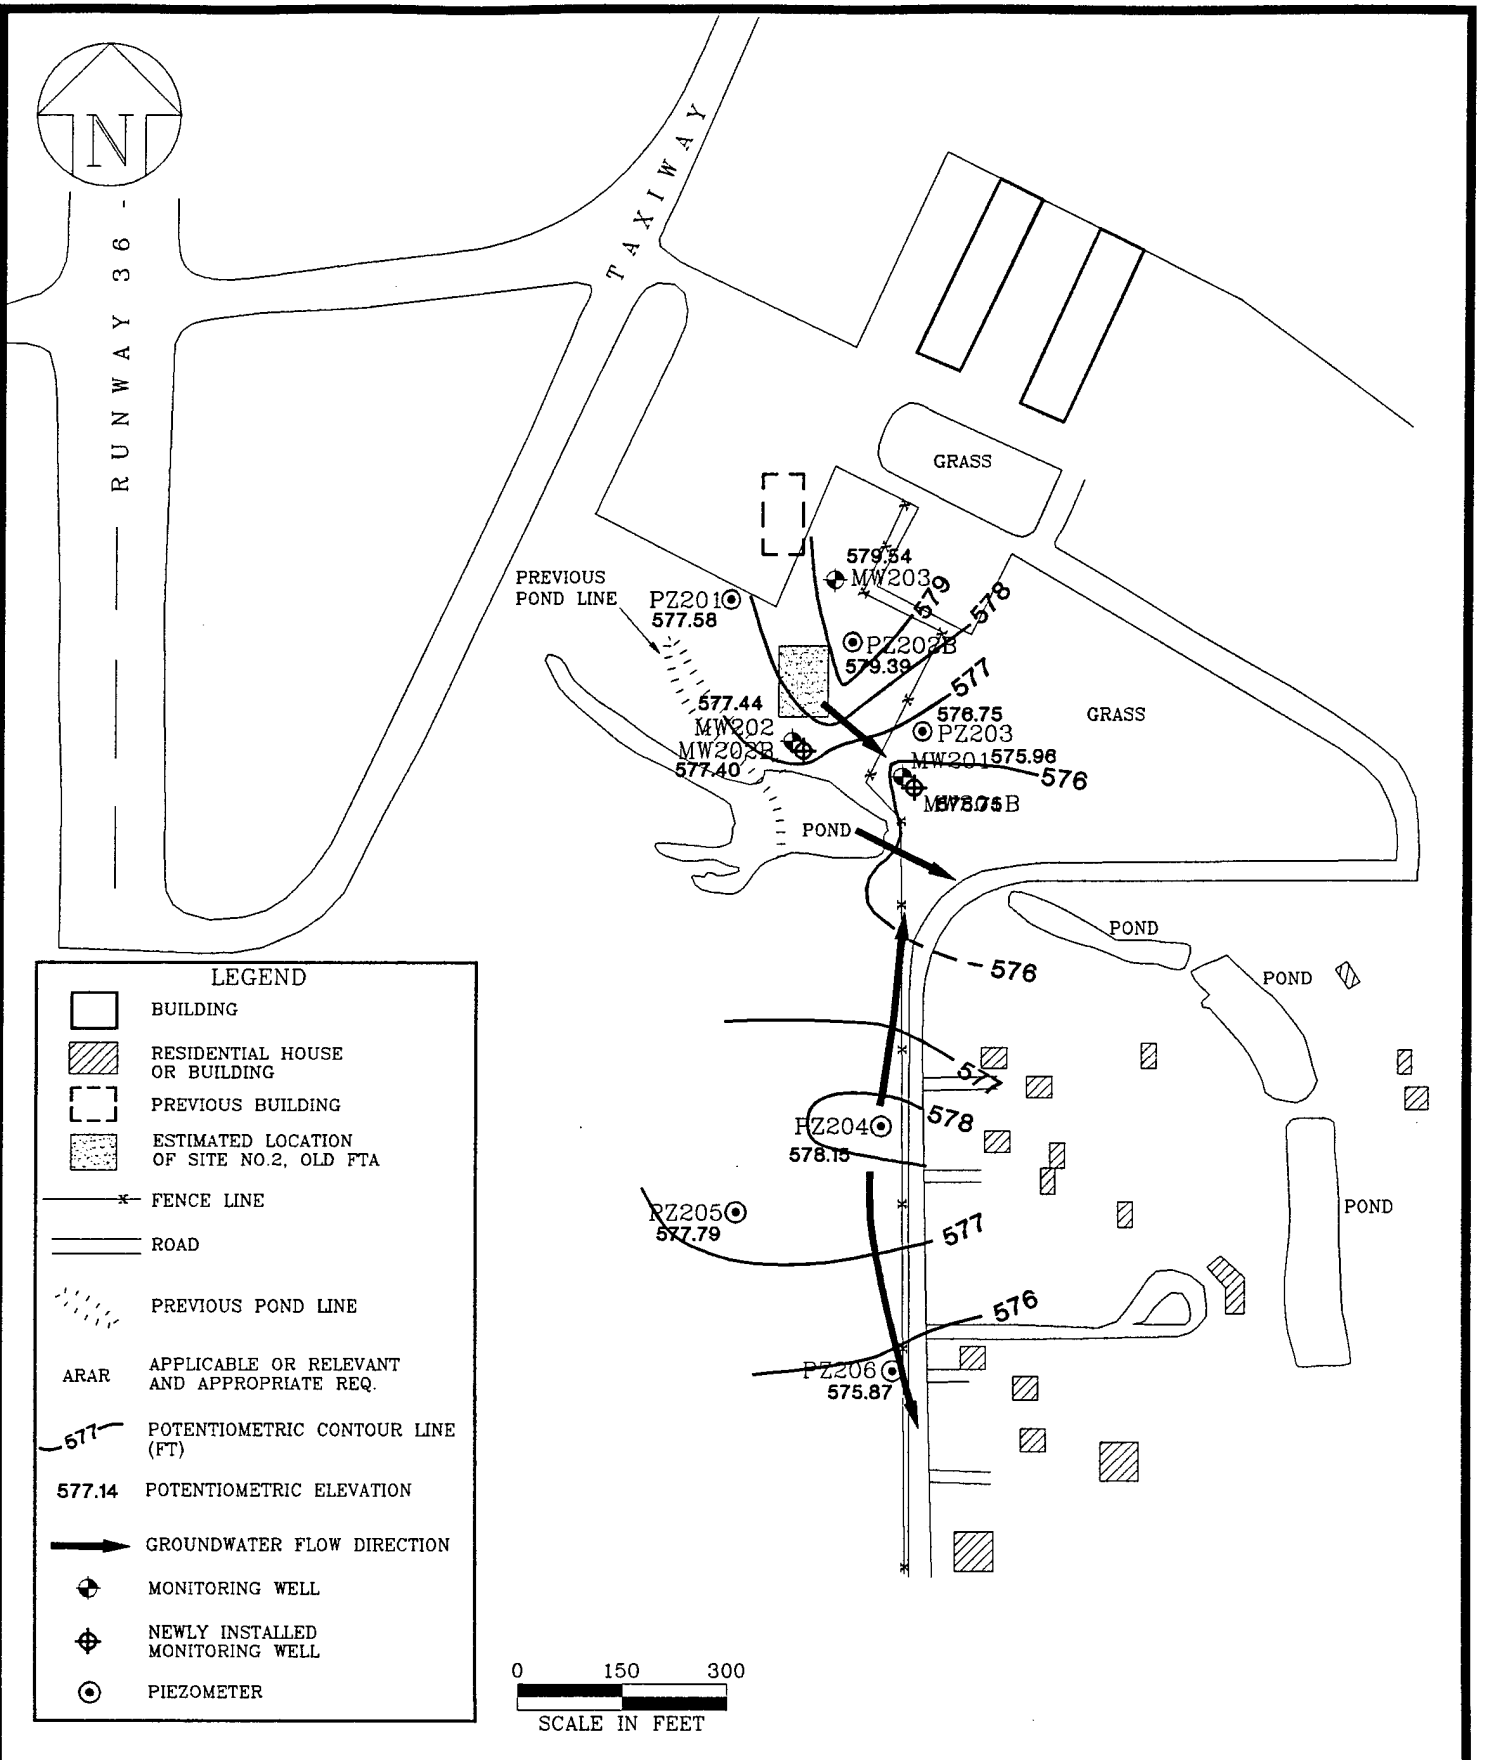 N
RUNWAY 36 -
TAXIWAY
GRASS
579.54
MW203
579
578
PREVIOUS
POND LINE
PZ201
577.58
PZ202B
579.39
577
577.44
MW202
MW202B
577.40
576.75
PZ203
GRASS
MW201 575.96
576
POND
POND
576
POND
577
578
PZ204
578.15
PZ205
577.79
577
POND
576
PZ206
575.87
LEGEND
BUILDING
RESIDENTIAL HOUSE
OR BUILDING
PREVIOUS BUILDING
ESTIMATED LOCATION
OF SITE NO.2, OLD FTA
x FENCE LINE
ROAD
PREVIOUS POND LINE
ARAR APPLICABLE OR RELEVANT
AND APPROPRIATE REQ.
577 POTENTIOMETRIC CONTOUR LINE
(FT)
577.14 POTENTIOMETRIC ELEVATION
GROUNDWATER FLOW DIRECTION
MONITORING WELL
NEWLY INSTALLED
MONITORING WELL
PIEZOMETER
0 150 300
SCALE IN FEET